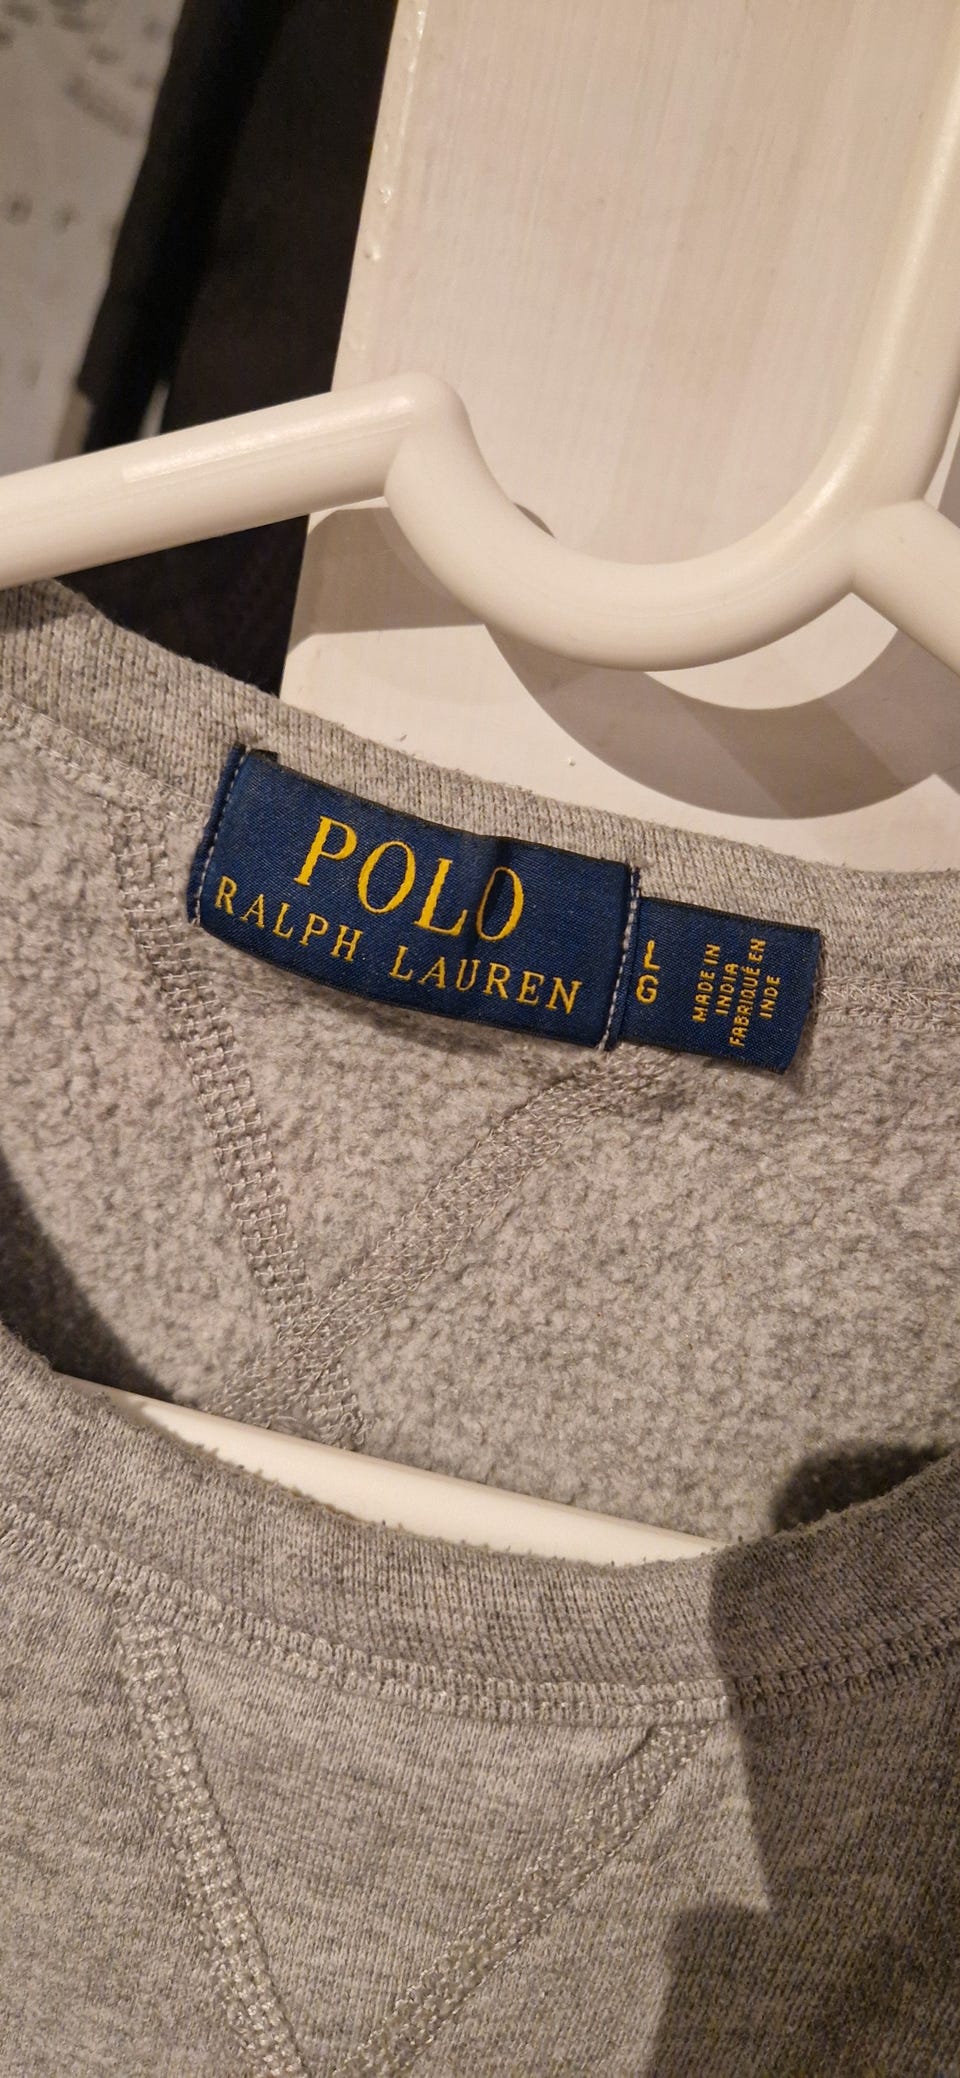 POLO
RALPH LAUREN
L
G
MADE IN
INDIA
FABRIQUÉ EN
INDE